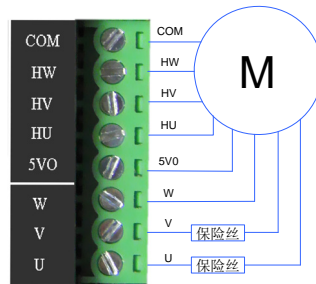 COM COM
HW HW
HV HV
HU HU
5VO 5V0
W W
V V 保险丝
U U 保险丝
M